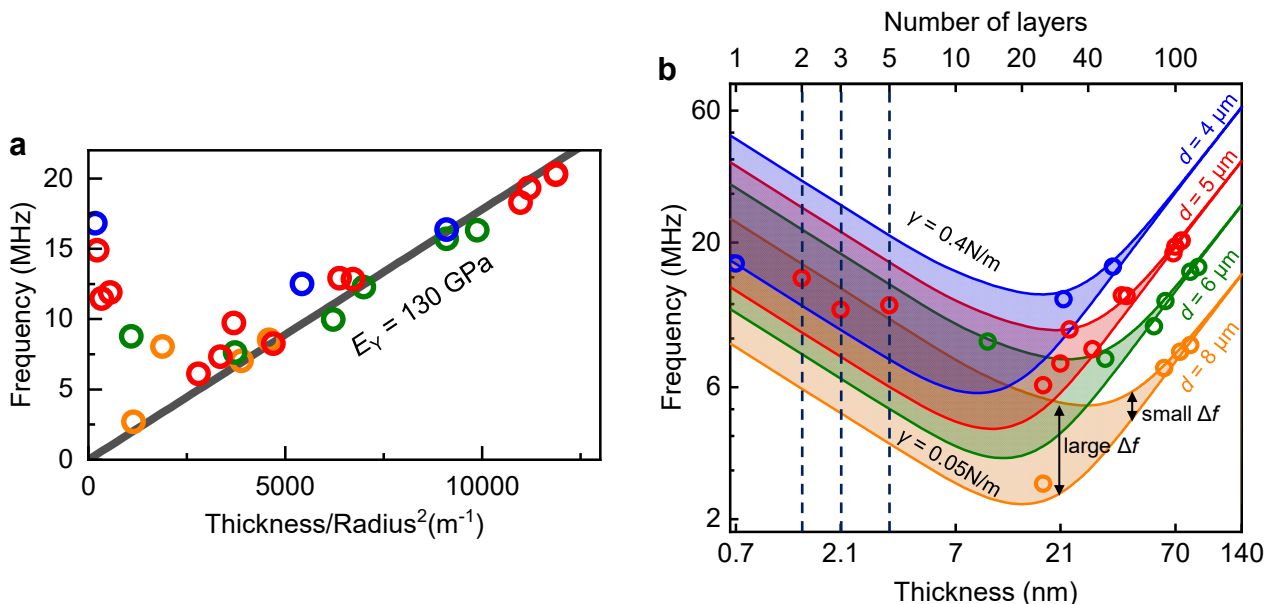 a
Frequency (MHz)
20
15
10
5
0
0
5000
10000
Thickness/Radius²(m⁻¹)
E_Y = 130 GPa
b
Number of layers
1 2 3 5 10 20 40 100
Frequency (MHz)
60
20
6
2
0.7 2.1 7 21 70 140
Thickness (nm)
γ = 0.4N/m
γ = 0.05N/m
d = 4 μm
d = 5 μm
d = 6 μm
d = 8 μm
large Δf
small Δf